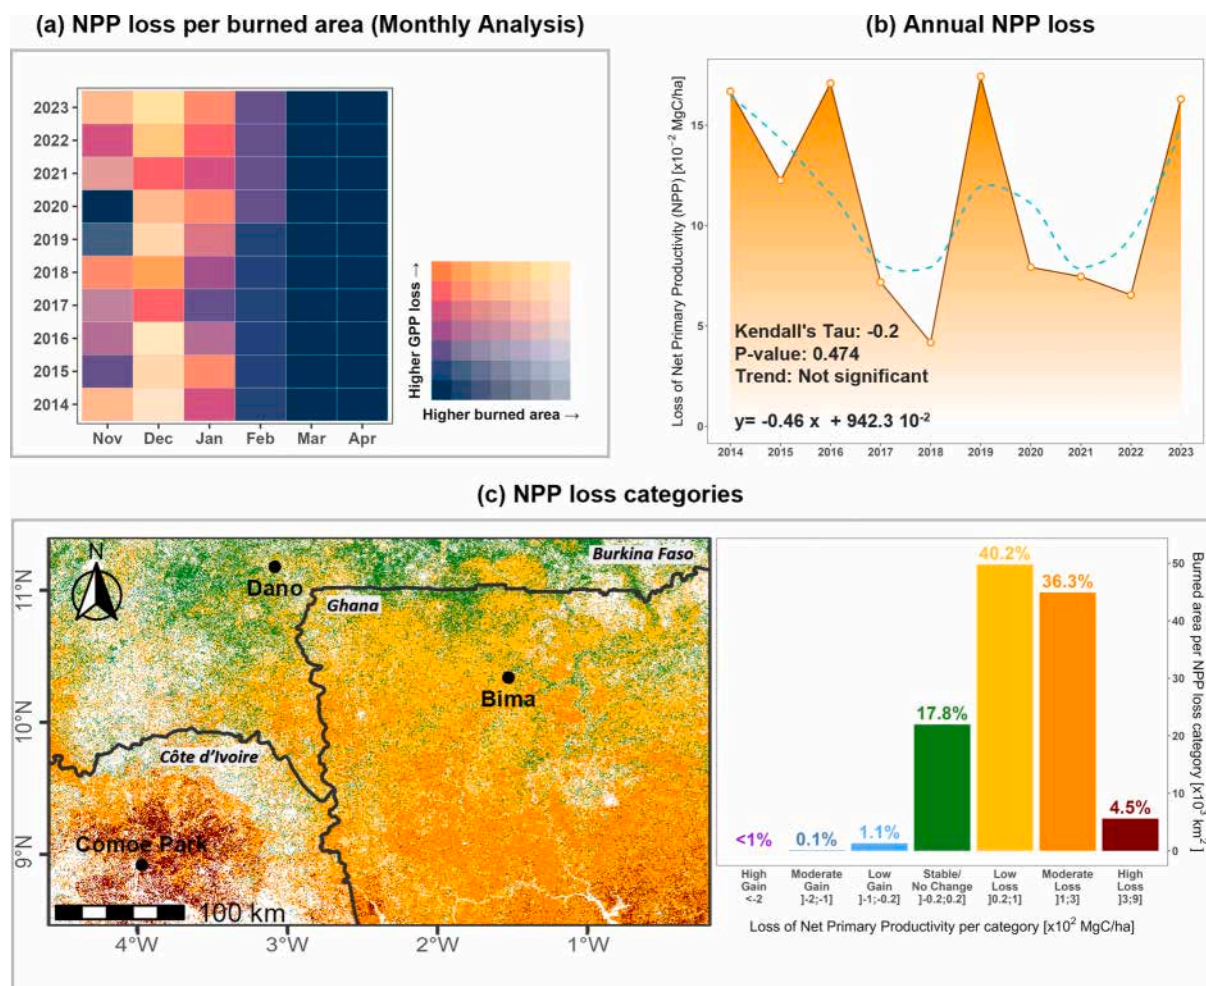 (a) NPP loss per burned area (Monthly Analysis)
2023
2022
2021
2020
2019
2018
2017
2016
2015
2014
Nov Dec Jan Feb Mar Apr
Higher GPP loss →
Higher burned area →
(b) Annual NPP loss
Loss of Net Primary Productivity (NPP) [x10⁻² MgC/ha]
15
10
5
0
Kendall's Tau: -0.2
P-value: 0.474
Trend: Not significant
y= -0.46 x + 942.3 10⁻²
2014 2015 2016 2017 2018 2019 2020 2021 2022 2023
(c) NPP loss categories
11°N
10°N
9°N
N
Burkina Faso
Dano
Ghana
Bima
Côte d'Ivoire
Comoe Park
100 km
4°W 3°W 2°W 1°W
<1%
0.1%
1.1%
17.8%
40.2%
36.3%
4.5%
50
40
30
20
10
0
Burned area per NPP loss category [x10³ km²]
High Gain <-2
Moderate Gain ]-2;-1]
Low Gain ]-1;-0.2]
Stable/ No Change ]-0.2;0.2]
Low Loss ]0.2;1]
Moderate Loss ]1;3]
High Loss ]3;9]
Loss of Net Primary Productivity per category [x10² MgC/ha]